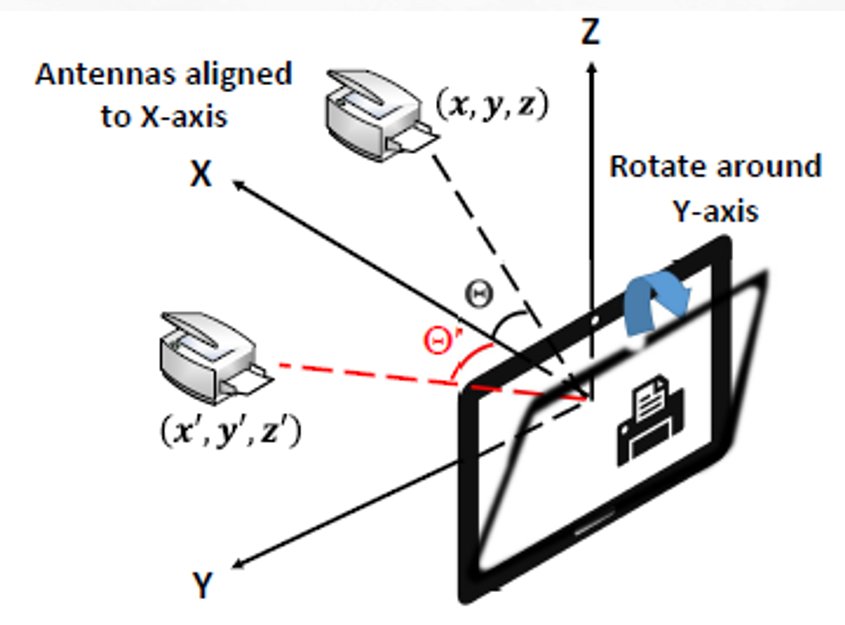 Z
Antennas aligned
to X-axis
(x, y, z)
X
Rotate around
Y-axis
Θ
Θ'
(x', y', z')
Y